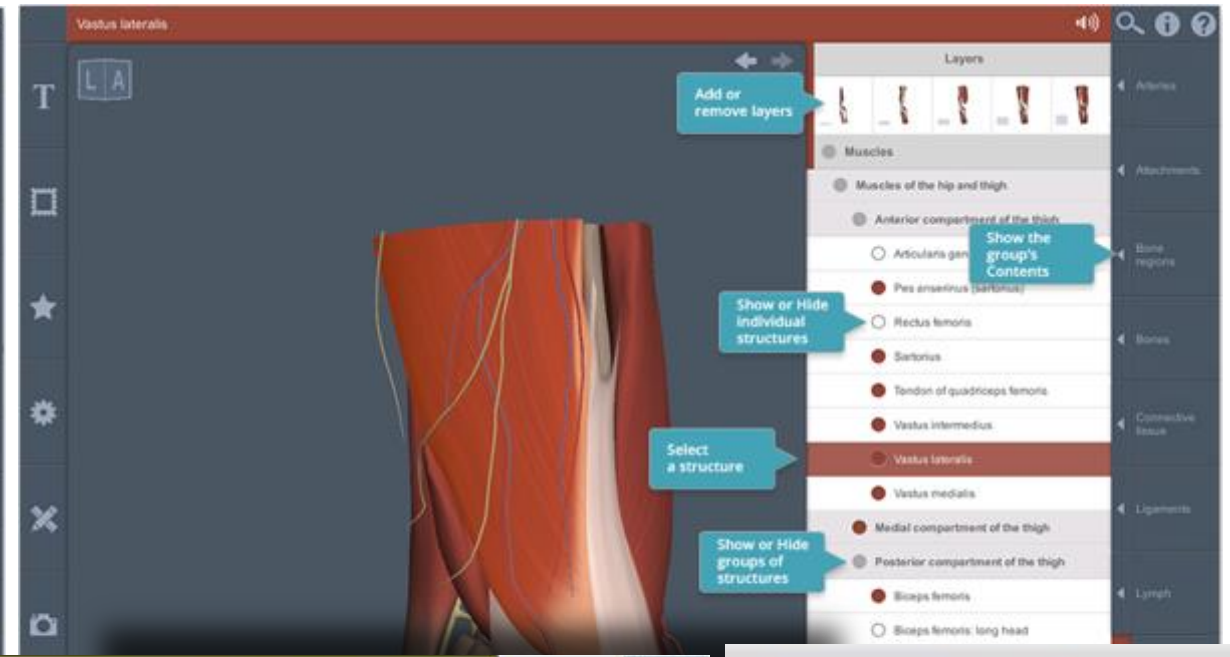 Vastus lateralis
T
L A
Layers
Add or
remove layers
Muscles
Muscles of the hip and thigh
Anterior compartment of the thigh
Articularis gen
Show the
group's
Contents
Pes anserinus (sartorius)
Show or Hide
individual
structures
Rectus femoris
Sartorius
Tendon of quadriceps femoris
Vastus intermedius
Select
a structure
Vastus lateralis
Vastus medialis
Medial compartment of the thigh
Show or Hide
groups of
structures
Posterior compartment of the thigh
Biceps femoris
Biceps femoris: long head
Arteries
Attachments
Bone
regions
Bones
Connective
tissue
Ligaments
Lymph